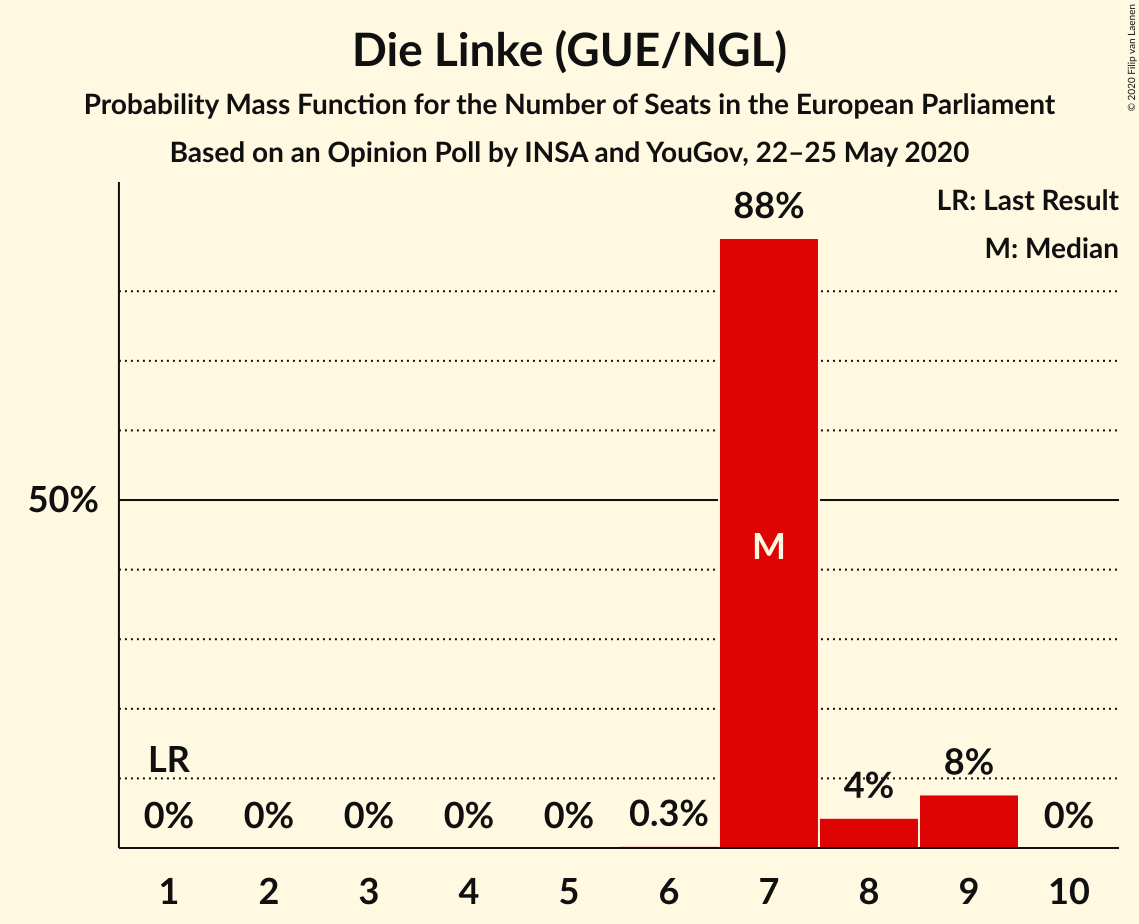 Die Linke (GUE/NGL)
Probability Mass Function for the Number of Seats in the European Parliament
Based on an Opinion Poll by INSA and YouGov, 22–25 May 2020
© 2020 Filip van Laenen
LR: Last Result
M: Median
88%
50%
M
LR
0%
0%
0%
0%
0%
0.3%
4%
8%
0%
1 2 3 4 5 6 7 8 9 10